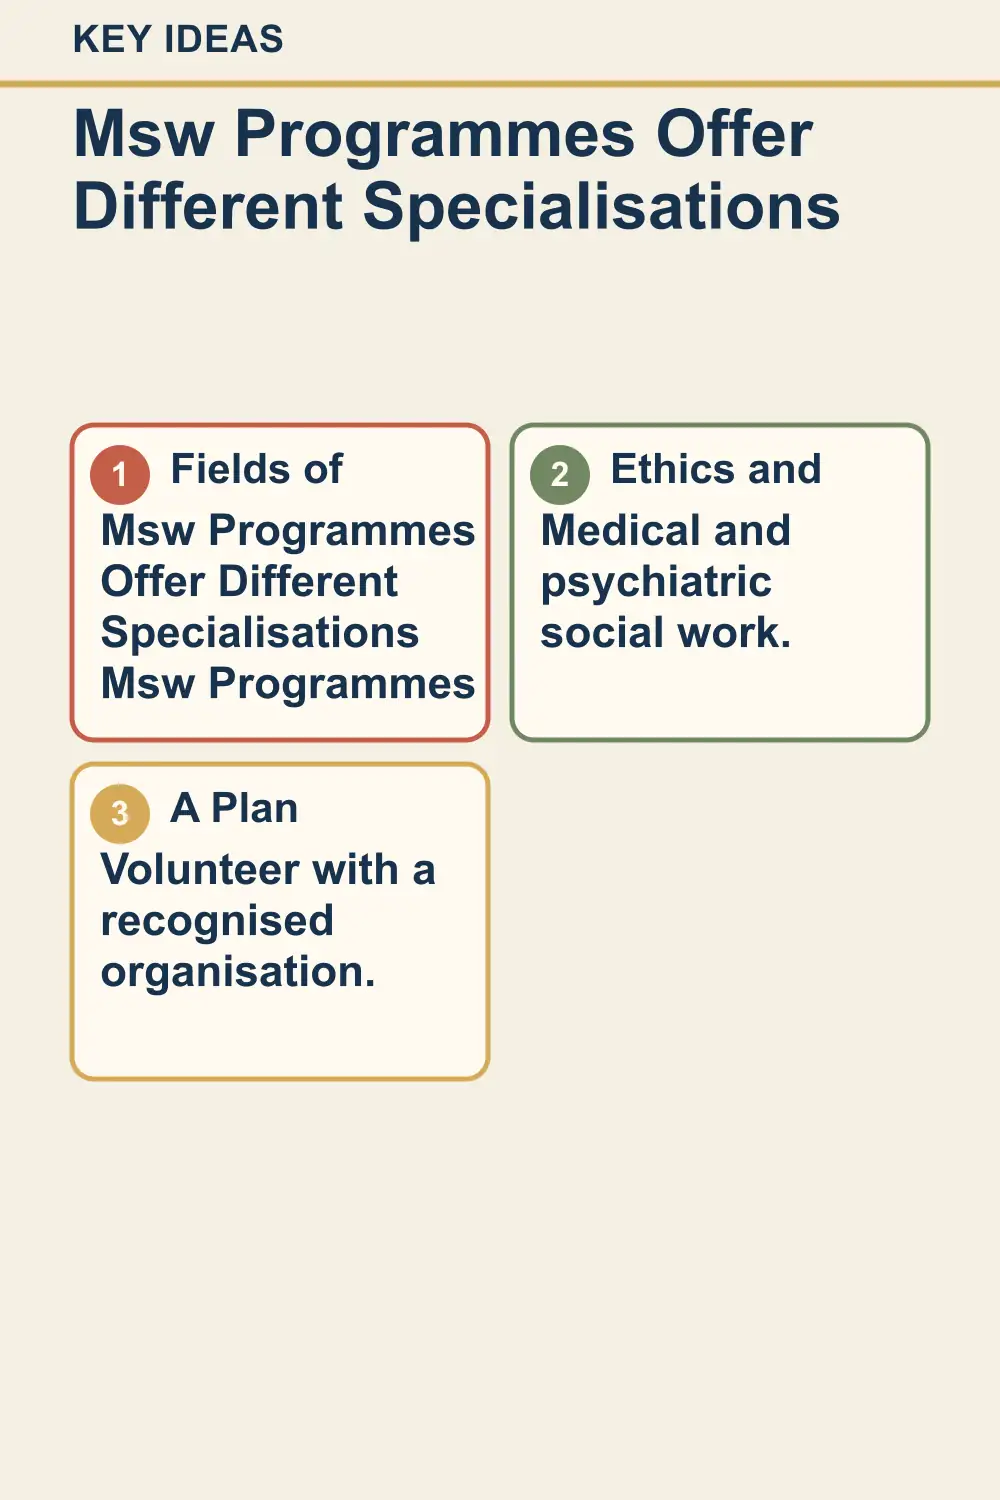 KEY IDEAS
Msw Programmes Offer
Different Specialisations
1 Fields of
Msw Programmes
Offer Different
Specialisations
Msw Programmes
2 Ethics and
Medical and
psychiatric
social work.
3 A Plan
Volunteer with a
recognised
organisation.